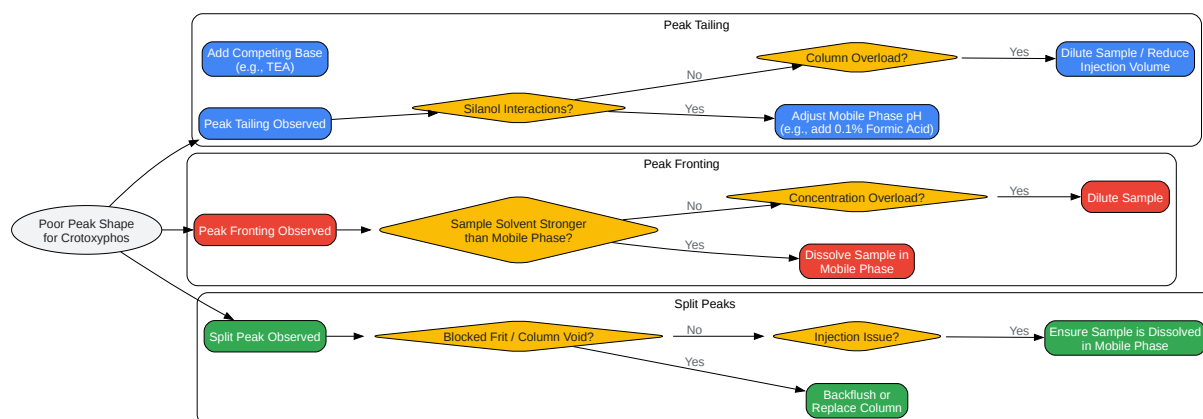 Peak Tailing
Add Competing Base
(e.g., TEA)
Column Overload?
Yes
Dilute Sample / Reduce
Injection Volume
No
Peak Tailing Observed
Silanol Interactions?
Yes
Adjust Mobile Phase pH
(e.g., add 0.1% Formic Acid)
Poor Peak Shape
for Crotoxyphos
Peak Fronting
Concentration Overload?
Yes
Dilute Sample
No
Peak Fronting Observed
Sample Solvent Stronger
than Mobile Phase?
Yes
Dissolve Sample in
Mobile Phase
Split Peaks
Split Peak Observed
Blocked Frit / Column Void?
No
Injection Issue?
Yes
Ensure Sample is Dissolved
in Mobile Phase
Yes
Backflush or
Replace Column